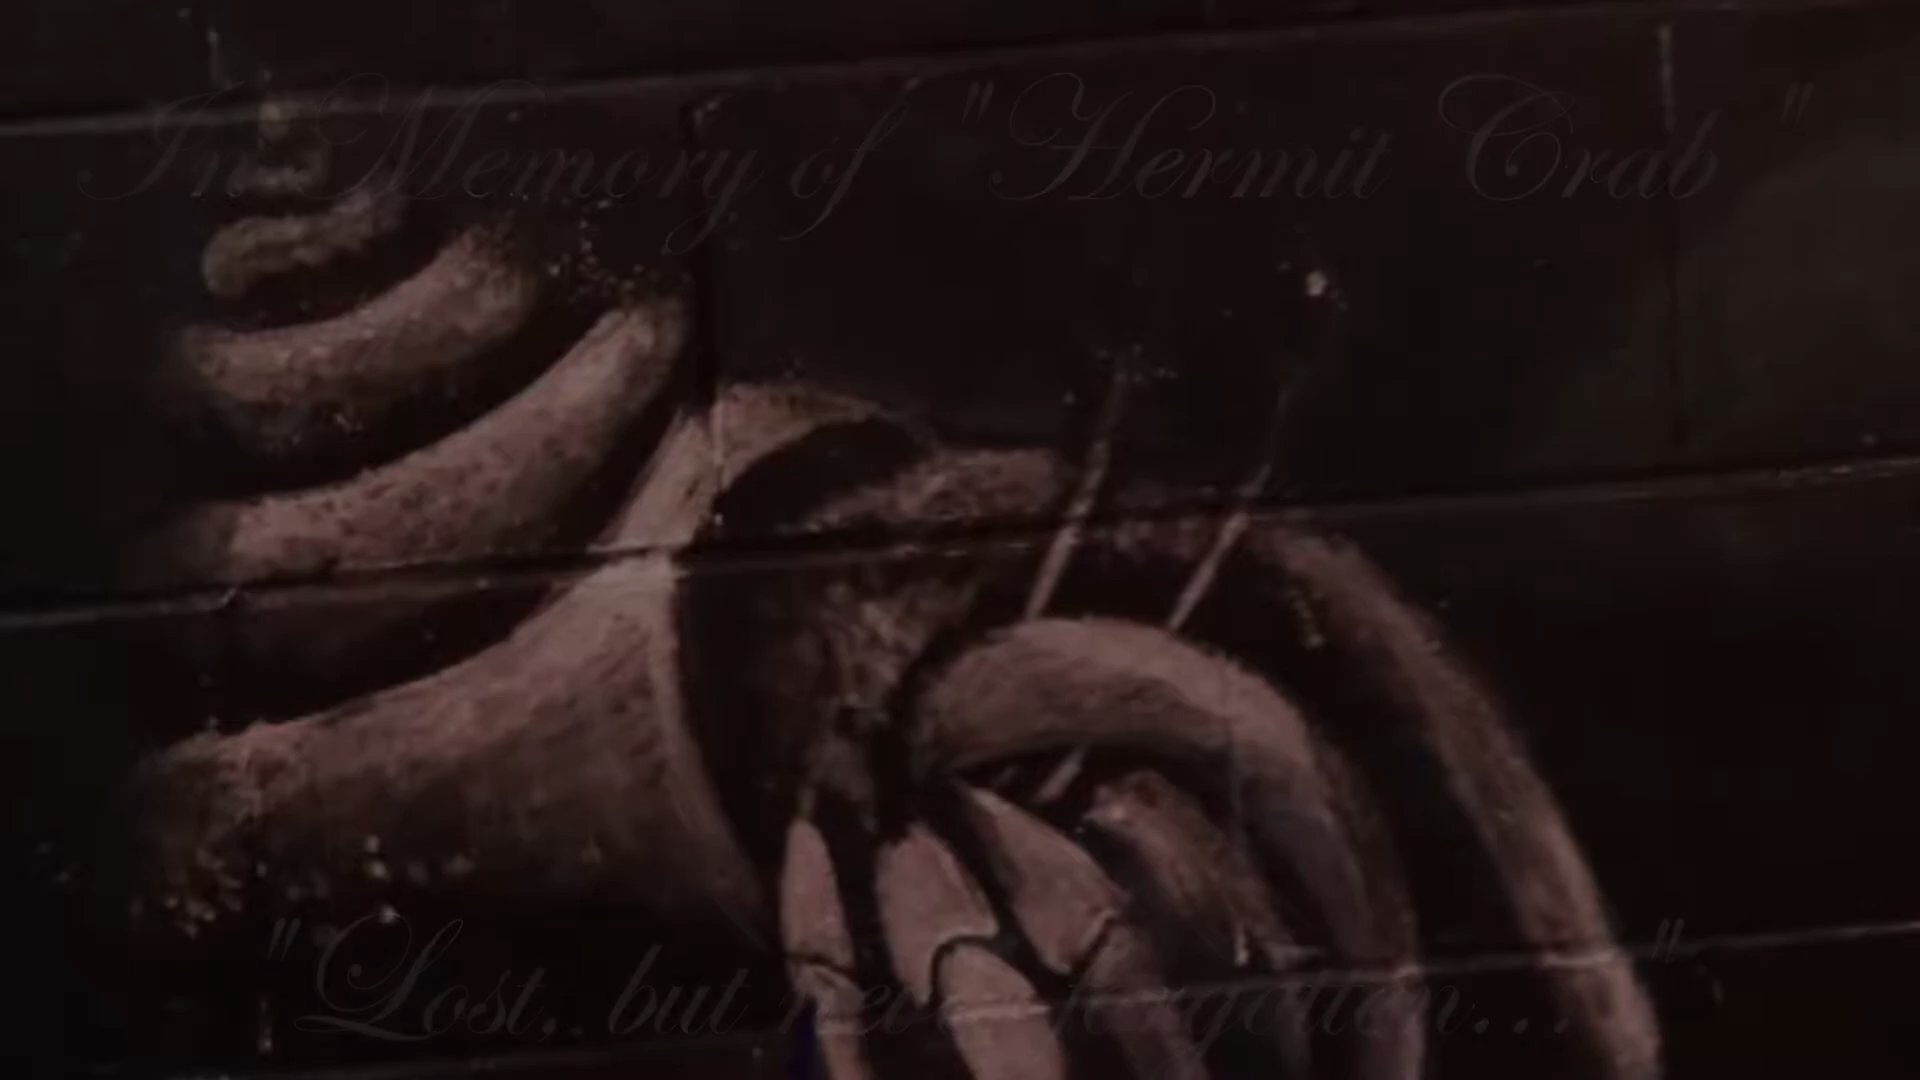 In Memory of "Hermit Crab"
"Lost, but never forgotten..."